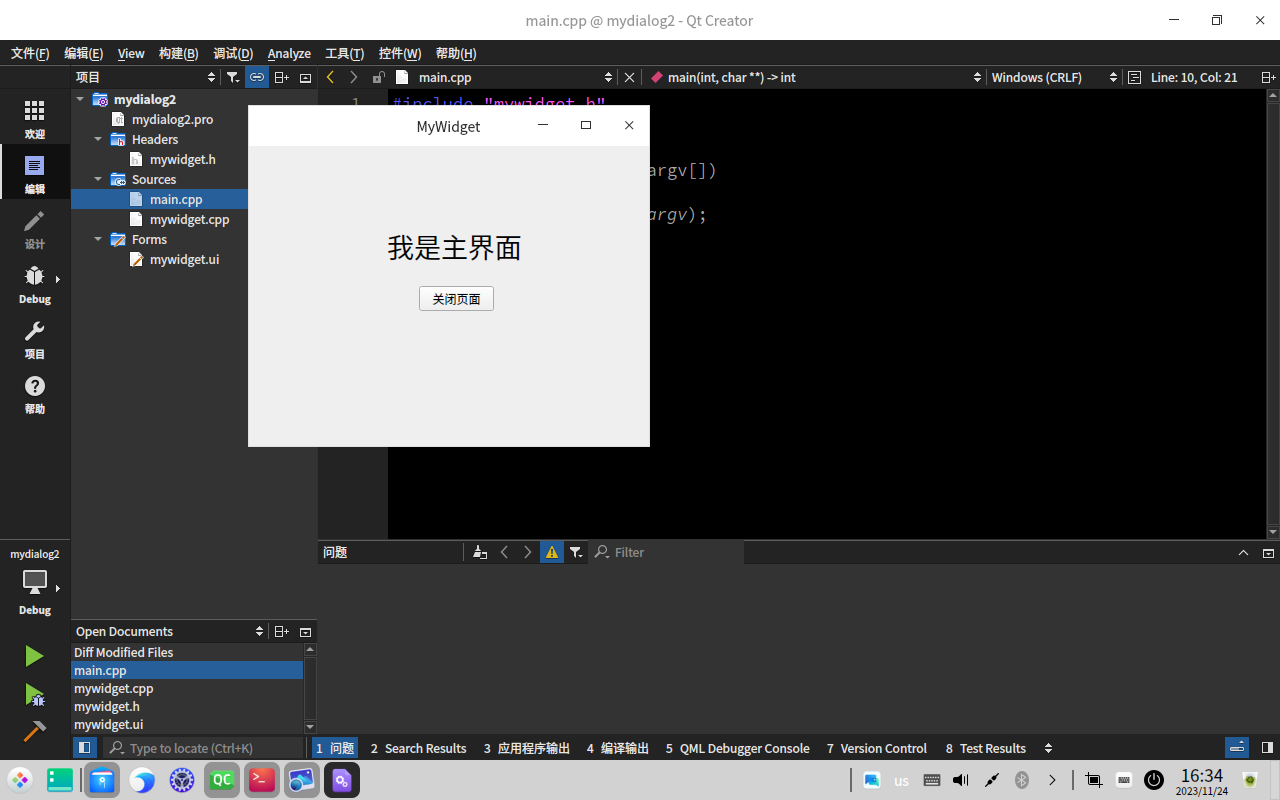 main.cpp @ mydialog2 - Qt Creator
文件(F) 编辑(E) View 构建(B) 调试(D) Analyze 工具(T) 控件(W) 帮助(H)
项目
main.cpp
main(int, char **) -> int
Windows (CRLF)
Line: 10, Col: 21
欢迎
编辑
设计
Debug
项目
帮助
mydialog2
mydialog2.pro
Headers
mywidget.h
Sources
main.cpp
mywidget.cpp
Forms
mywidget.ui
1 #include "mywidget.h"
argv[])
argv);
MyWidget
我是主界面
关闭页面
mydialog2
Debug
问题
Filter
Open Documents
Diff Modified Files
main.cpp
mywidget.cpp
mywidget.h
mywidget.ui
Type to locate (Ctrl+K)
1 问题 2 Search Results 3 应用程序输出 4 编译输出 5 QML Debugger Console 7 Version Control 8 Test Results
QC
us
16:34
2023/11/24